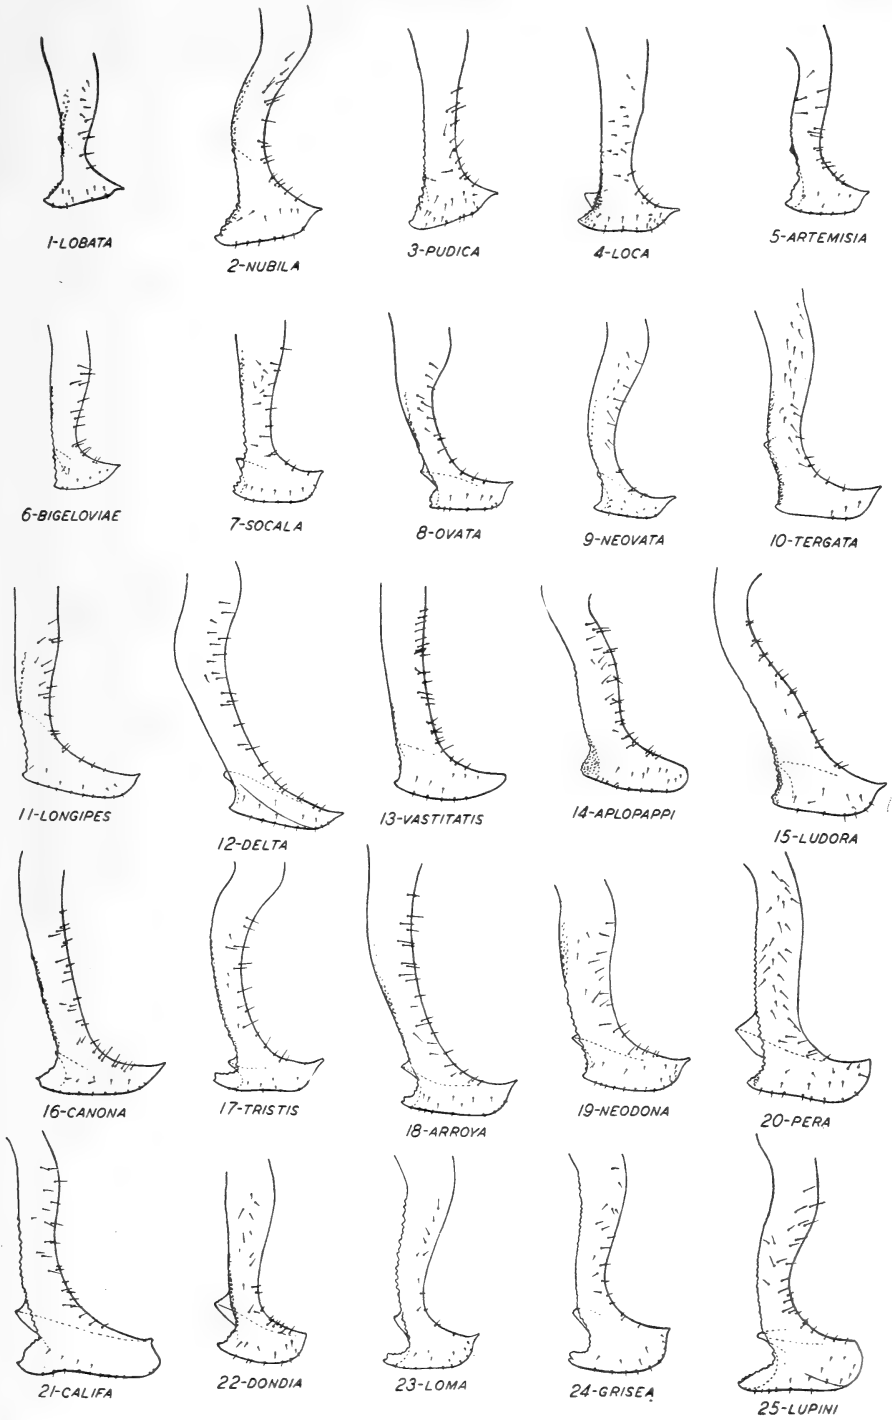 1-LOBATA
2-NUBILA
3-PUDICA
4-LOCA
5-ARTEMISIA
6-BIGELOVIAE
7-SOCALA
8-OVATA
9-NEOVATA
10-TERGATA
11-LONGIPES
12-DELTA
13-VASTITATIS
14-APLOPAPPI
15-LUDORA
16-CANONA
17-TRISTIS
18-ARROYA
19-NEODONA
20-PERA
21-CALIFA
22-DONDIA
23-LOMA
24-GRISEA
25-LUPINI